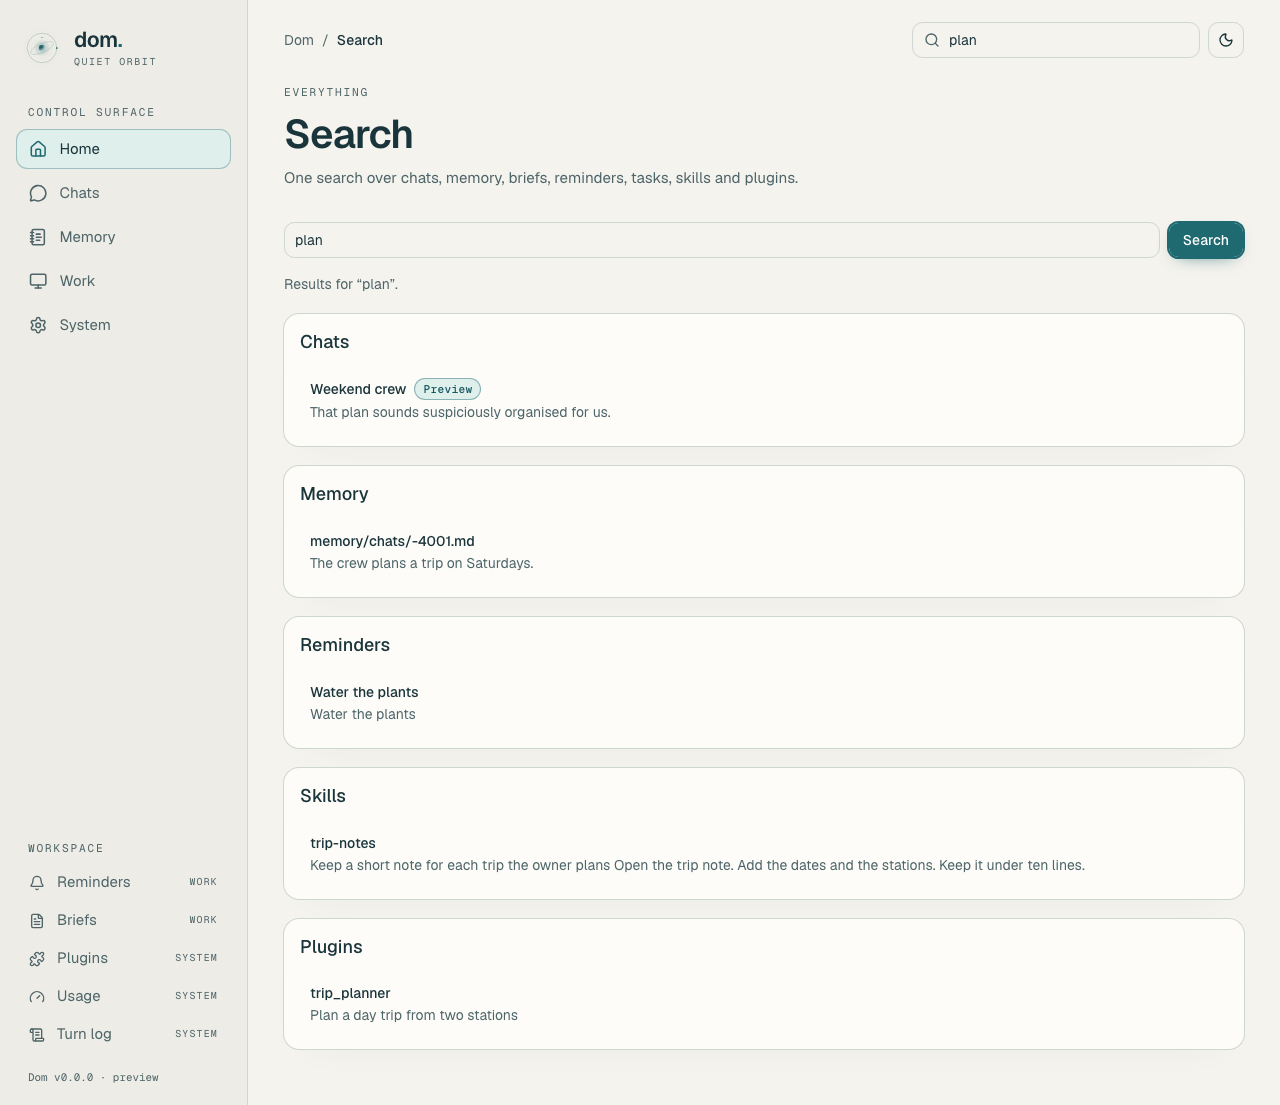 dom.
QUIET ORBIT
CONTROL SURFACE
Home
Chats
Memory
Work
System
WORKSPACE
Reminders WORK
Briefs WORK
Plugins SYSTEM
Usage SYSTEM
Turn log SYSTEM
Dom v0.0.0 · preview
Dom / Search
plan
EVERYTHING
Search
One search over chats, memory, briefs, reminders, tasks, skills and plugins.
plan
Search
Results for “plan”.
Chats
Weekend crew Preview
That plan sounds suspiciously organised for us.
Memory
memory/chats/-4001.md
The crew plans a trip on Saturdays.
Reminders
Water the plants
Water the plants
Skills
trip-notes
Keep a short note for each trip the owner plans Open the trip note. Add the dates and the stations. Keep it under ten lines.
Plugins
trip_planner
Plan a day trip from two stations